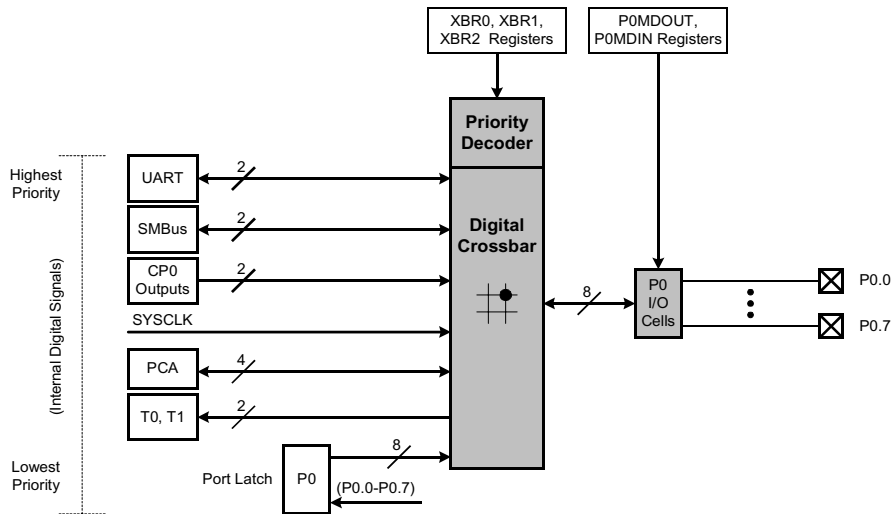 XBR0, XBR1,
XBR2 Registers
P0MDOUT,
P0MDIN Registers
Priority
Decoder
Highest
Priority
UART
2
SMBus
2
Digital
Crossbar
CP0
Outputs
2
(Internal Digital Signals)
SYSCLK
8
P0
I/O
Cells
P0.0
P0.7
PCA
4
T0, T1
2
Lowest
Priority
Port Latch
P0
8
(P0.0-P0.7)